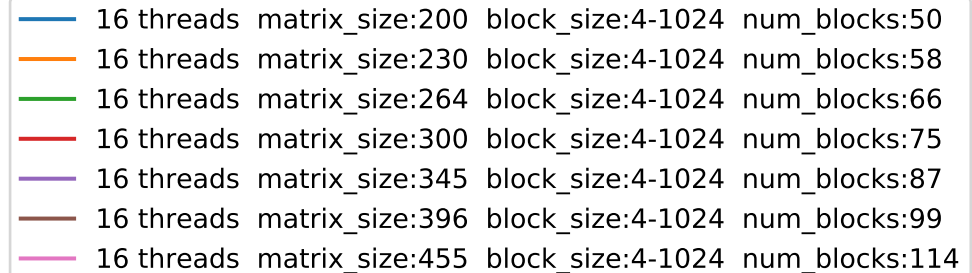 16 threads  matrix_size:200  block_size:4-1024  num_blocks:50
16 threads  matrix_size:230  block_size:4-1024  num_blocks:58
16 threads  matrix_size:264  block_size:4-1024  num_blocks:66
16 threads  matrix_size:300  block_size:4-1024  num_blocks:75
16 threads  matrix_size:345  block_size:4-1024  num_blocks:87
16 threads  matrix_size:396  block_size:4-1024  num_blocks:99
16 threads  matrix_size:455  block_size:4-1024  num_blocks:114